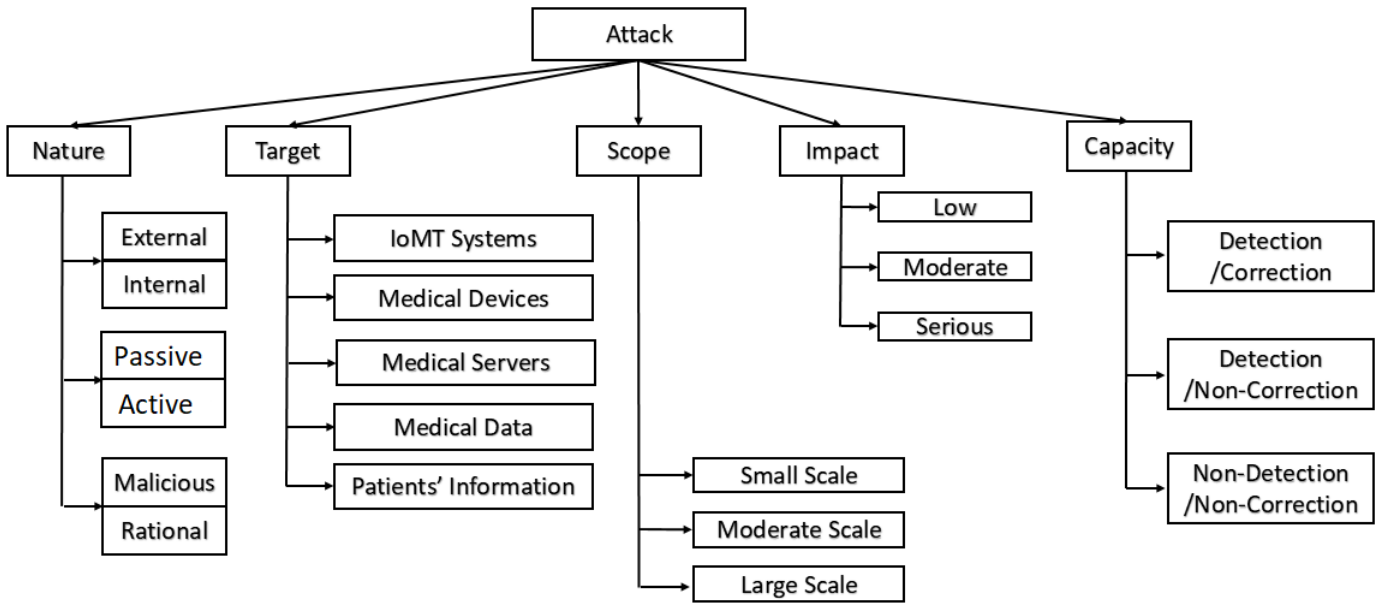 Attack
Nature
Target
Scope
Impact
Capacity
External
Internal
Passive
Active
Malicious
Rational
IoMT Systems
Medical Devices
Medical Servers
Medical Data
Patients’ Information
Small Scale
Moderate Scale
Large Scale
Low
Moderate
Serious
Detection
/Correction
Detection
/Non-Correction
Non-Detection
/Non-Correction